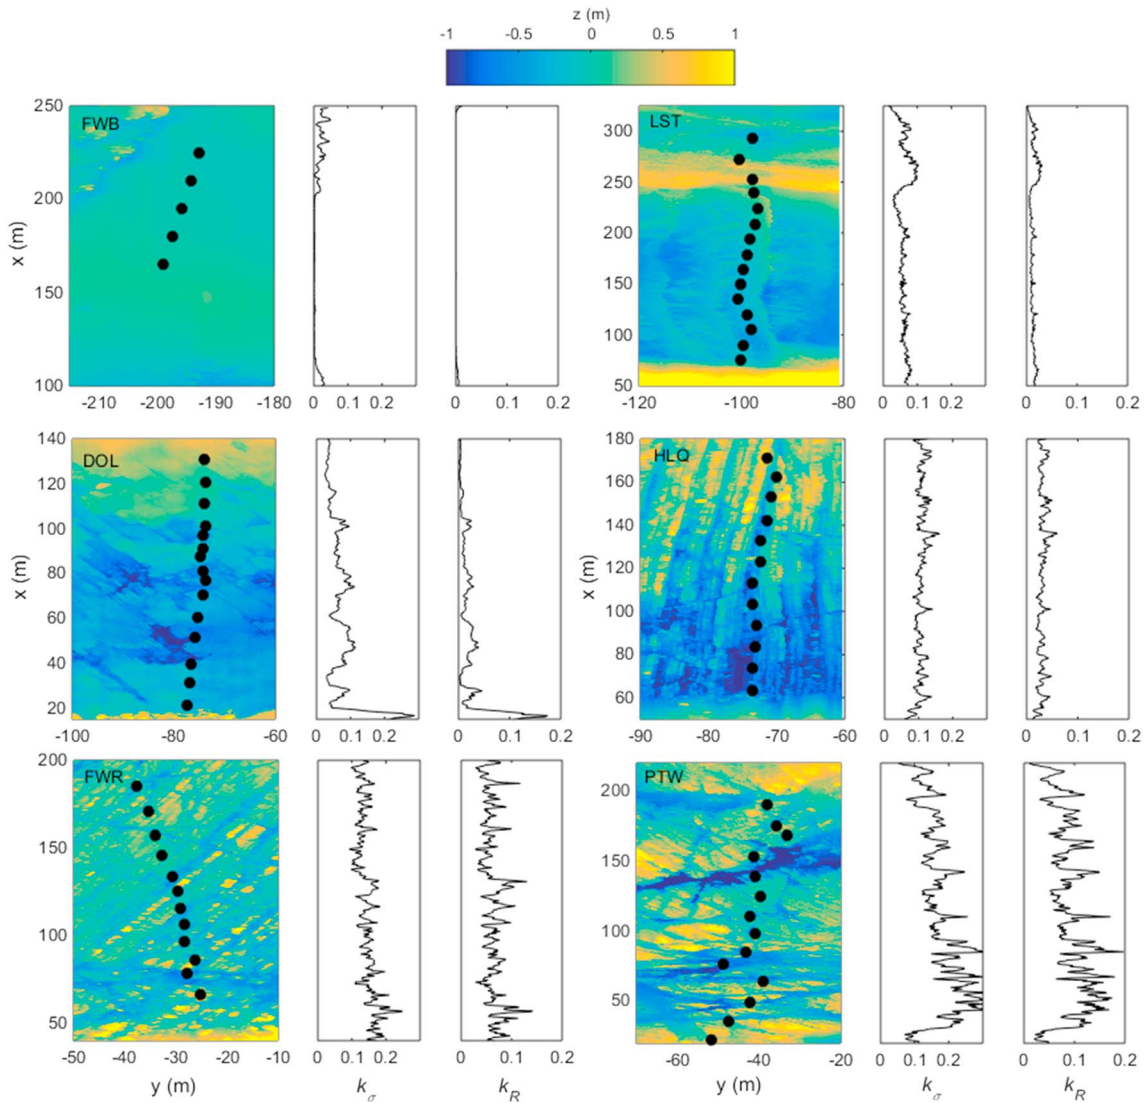 z (m)
-1 -0.5 0 0.5 1
FWB
250
200
150
100
x (m)
-210 -200 -190 -180
0 0.1 0.2
0 0.1 0.2
LST
300
250
200
150
100
50
-120 -100 -80
0 0.1 0.2
0 0.1 0.2
DOL
140
120
100
80
60
40
20
x (m)
-100 -80 -60
0 0.1 0.2
0 0.1 0.2
HLQ
180
160
140
120
100
80
60
x (m)
-90 -80 -70 -60
0 0.1 0.2
0 0.1 0.2
FWR
200
150
100
50
x (m)
-50 -40 -30 -20 -10
0 0.1 0.2
0 0.1 0.2
y (m) kσ kR
PTW
200
150
100
50
-60 -40 -20
0 0.1 0.2
0 0.1 0.2
y (m) kσ kR